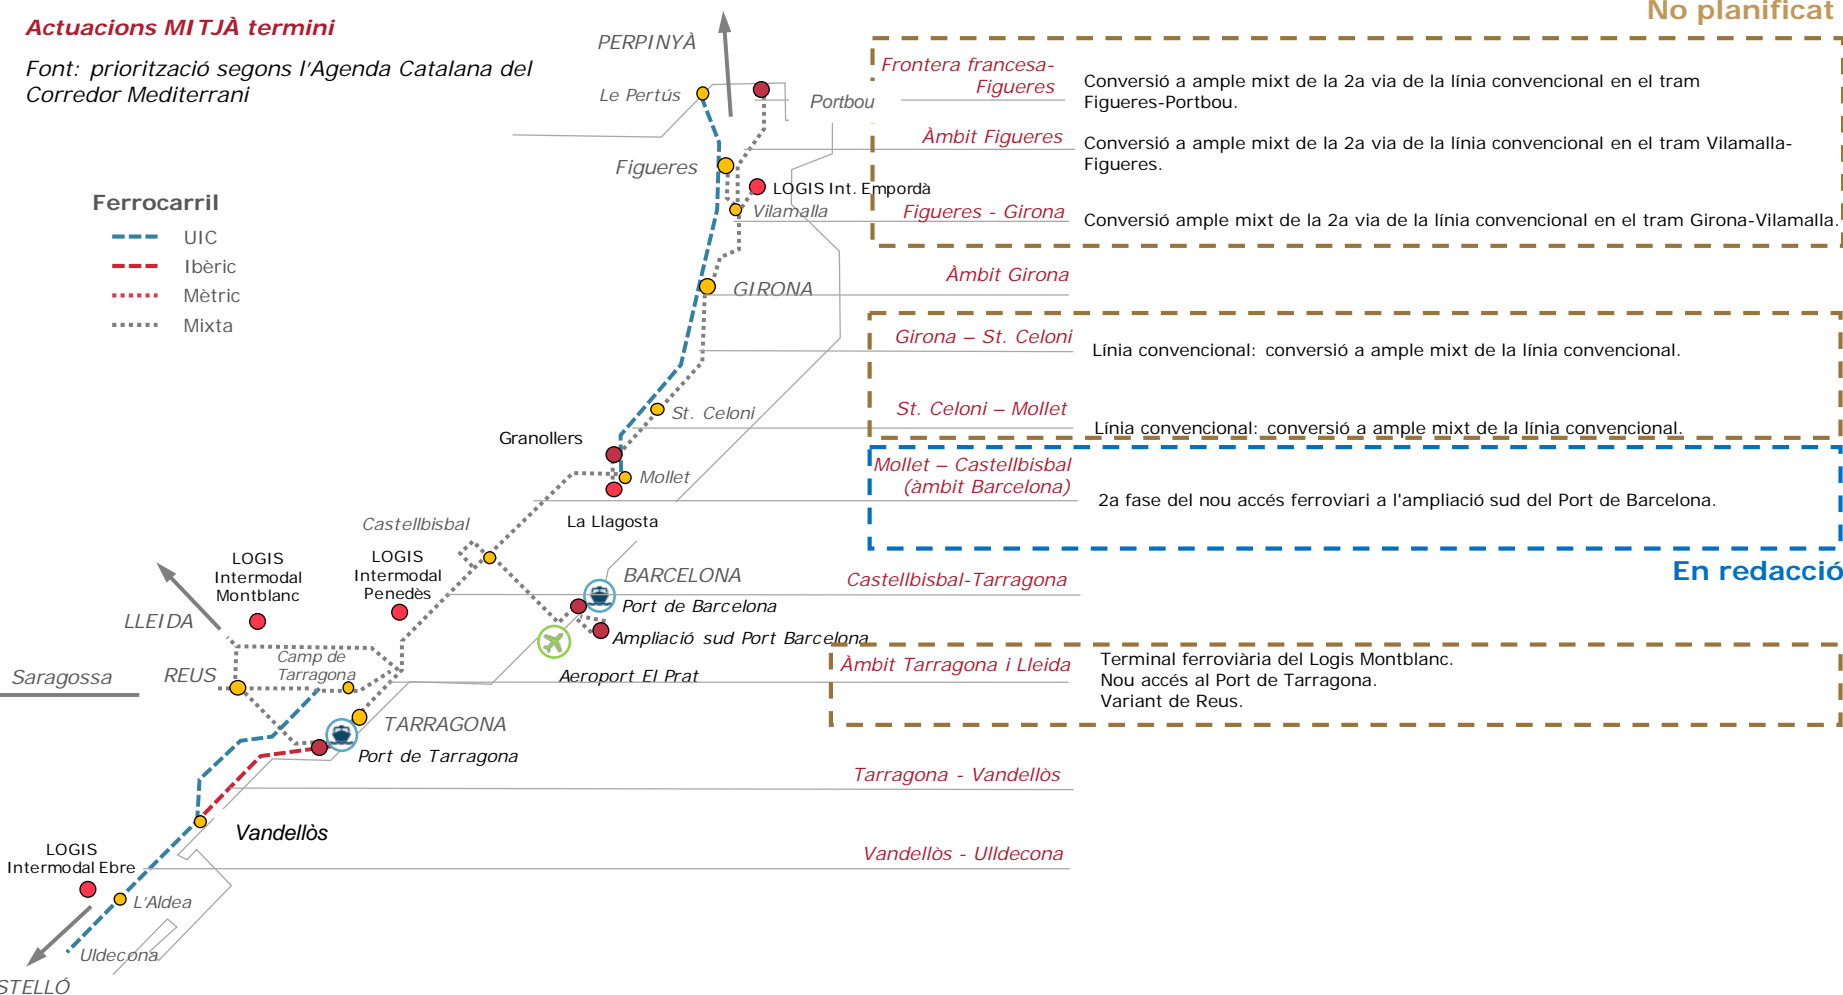 No planificat
Actuacions MITJÀ termini
Font: priorització segons l'Agenda Catalana del
Corredor Mediterrani
Ferrocarril
UIC
Ibèric
Mètric
Mixta
PERPINYÀ
Le Pertús
Portbou
Figueres
LOGIS Int. Empordà
Vilamalla
GIRONA
St. Celoni
Granollers
Mollet
La Llagosta
Castellbisbal
LOGIS
Intermodal
Montblanc
LOGIS
Intermodal
Penedès
BARCELONA
Port de Barcelona
Ampliació sud Port Barcelona
Aeroport El Prat
LLEIDA
Saragossa
REUS
Camp de
Tarragona
TARRAGONA
Port de Tarragona
Vandellòs
LOGIS
Intermodal Ebre
L'Aldea
Uldecona
STELLÓ
Frontera francesa-
Figueres
Conversió a ample mixt de la 2a via de la línia convencional en el tram
Figueres-Portbou.
Àmbit Figueres
Conversió a ample mixt de la 2a via de la línia convencional en el tram Vilamalla-
Figueres.
Figueres - Girona
Conversió ample mixt de la 2a via de la línia convencional en el tram Girona-Vilamalla.
Àmbit Girona
Girona – St. Celoni
Línia convencional: conversió a ample mixt de la línia convencional.
St. Celoni – Mollet
Línia convencional: conversió a ample mixt de la línia convencional.
Mollet – Castellbisbal
(àmbit Barcelona)
2a fase del nou accés ferroviari a l'ampliació sud del Port de Barcelona.
En redacció
Castellbisbal-Tarragona
Àmbit Tarragona i Lleida
Terminal ferroviària del Logis Montblanc.
Nou accés al Port de Tarragona.
Variant de Reus.
Tarragona - Vandellòs
Vandellòs - Ulldecona